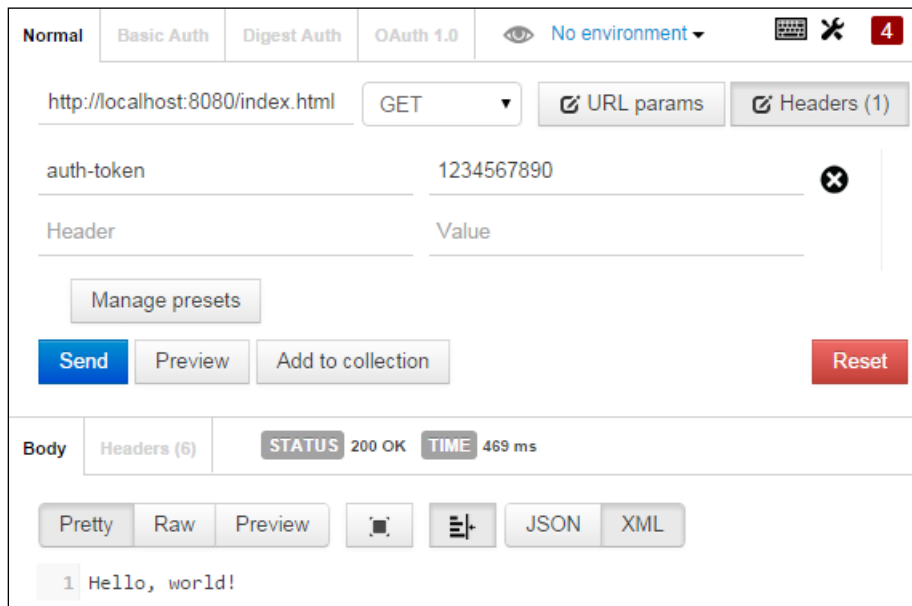 Normal Basic Auth Digest Auth OAuth 1.0 No environment 4
http://localhost:8080/index.html GET URL params Headers (1)
auth-token 1234567890
Header Value
Manage presets
Send Preview Add to collection Reset
Body Headers (6) STATUS 200 OK TIME 469 ms
Pretty Raw Preview JSON XML
1 Hello, world!